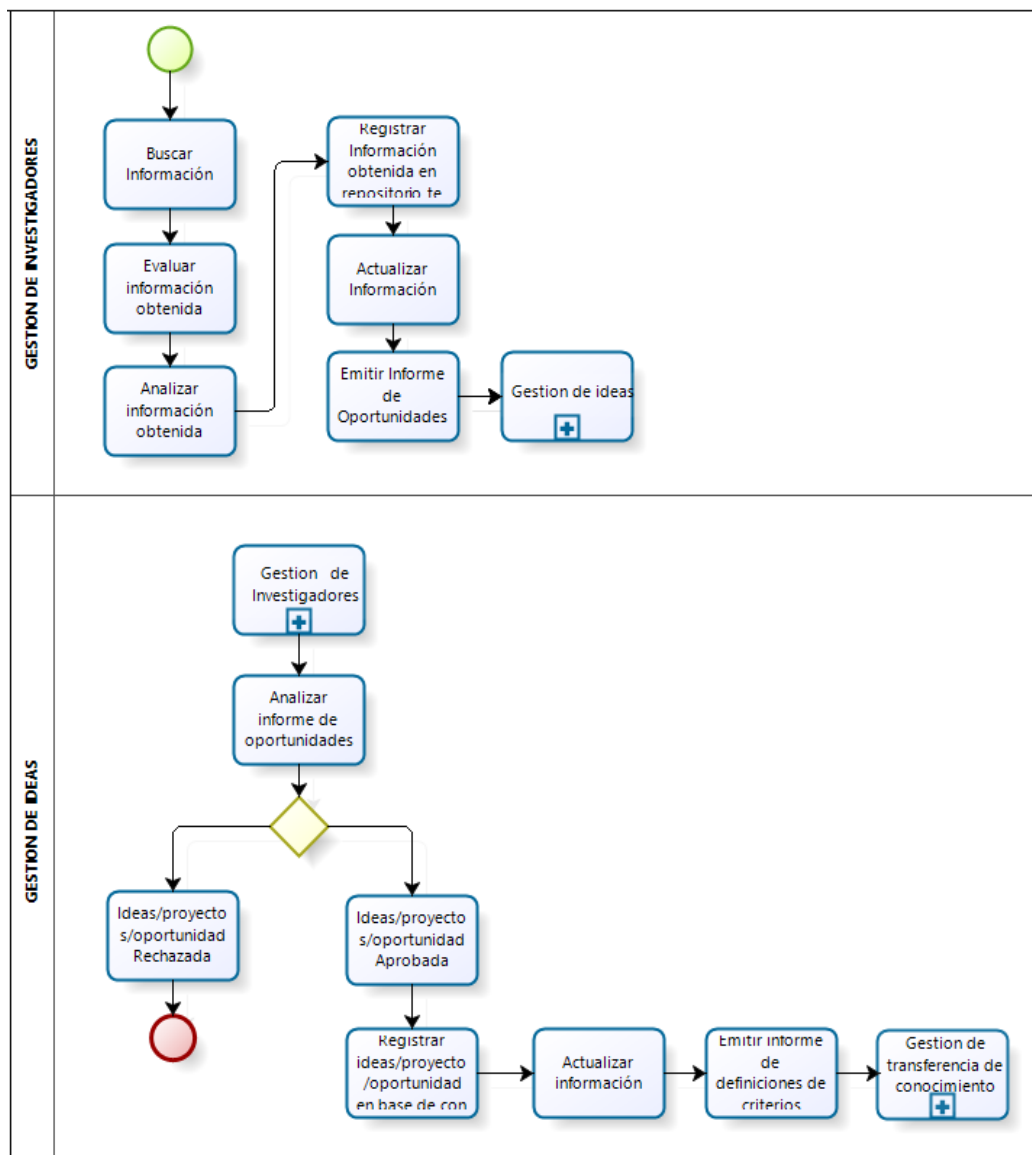 GESTION DE INVESTIGADORES
Buscar
Información
Evaluar
información
obtenida
Analizar
información
obtenida
Registrar
Información
obtenida en
repositorio te
Actualizar
Información
Emitir Informe
de
Oportunidades
Gestion de ideas
GESTION DE IDEAS
Gestion de
Investigadores
Analizar
informe de
oportunidades
Ideas/proyecto
s/oportunidad
Rechazada
Ideas/proyecto
s/oportunidad
Aprobada
Registrar
ideas/proyecto
/oportunidad
en base de con
Actualizar
información
Emitir informe
de
definiciones de
criterios
Gestion de
transferencia de
conocimiento